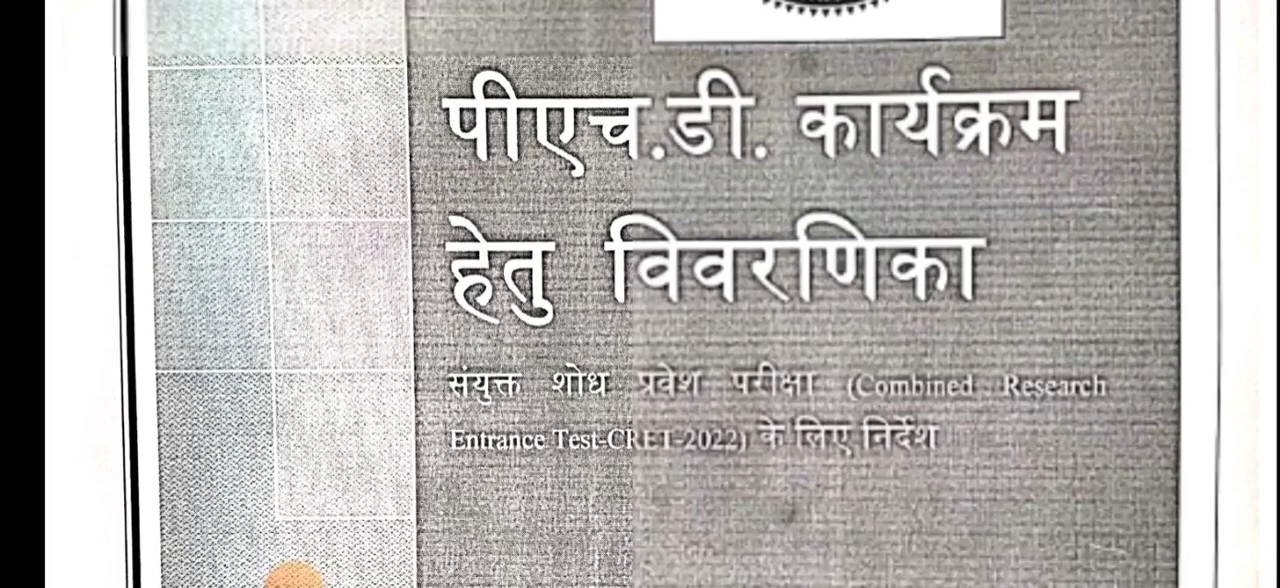 पीएच.डी. कार्यक्रम
हेतु विवरणिका
संयुक्त शोध प्रवेश परीक्षा (Combined Research
Entrance Test-CRET-2022) के लिए निर्देश